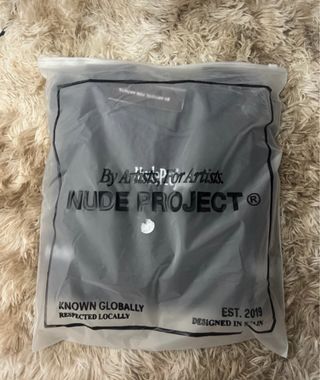 By Artists, For Artists.
NUDE PROJECT®
KNOWN GLOBALLY
RESPECTED LOCALLY
EST. 2019
DESIGNED IN SPAIN